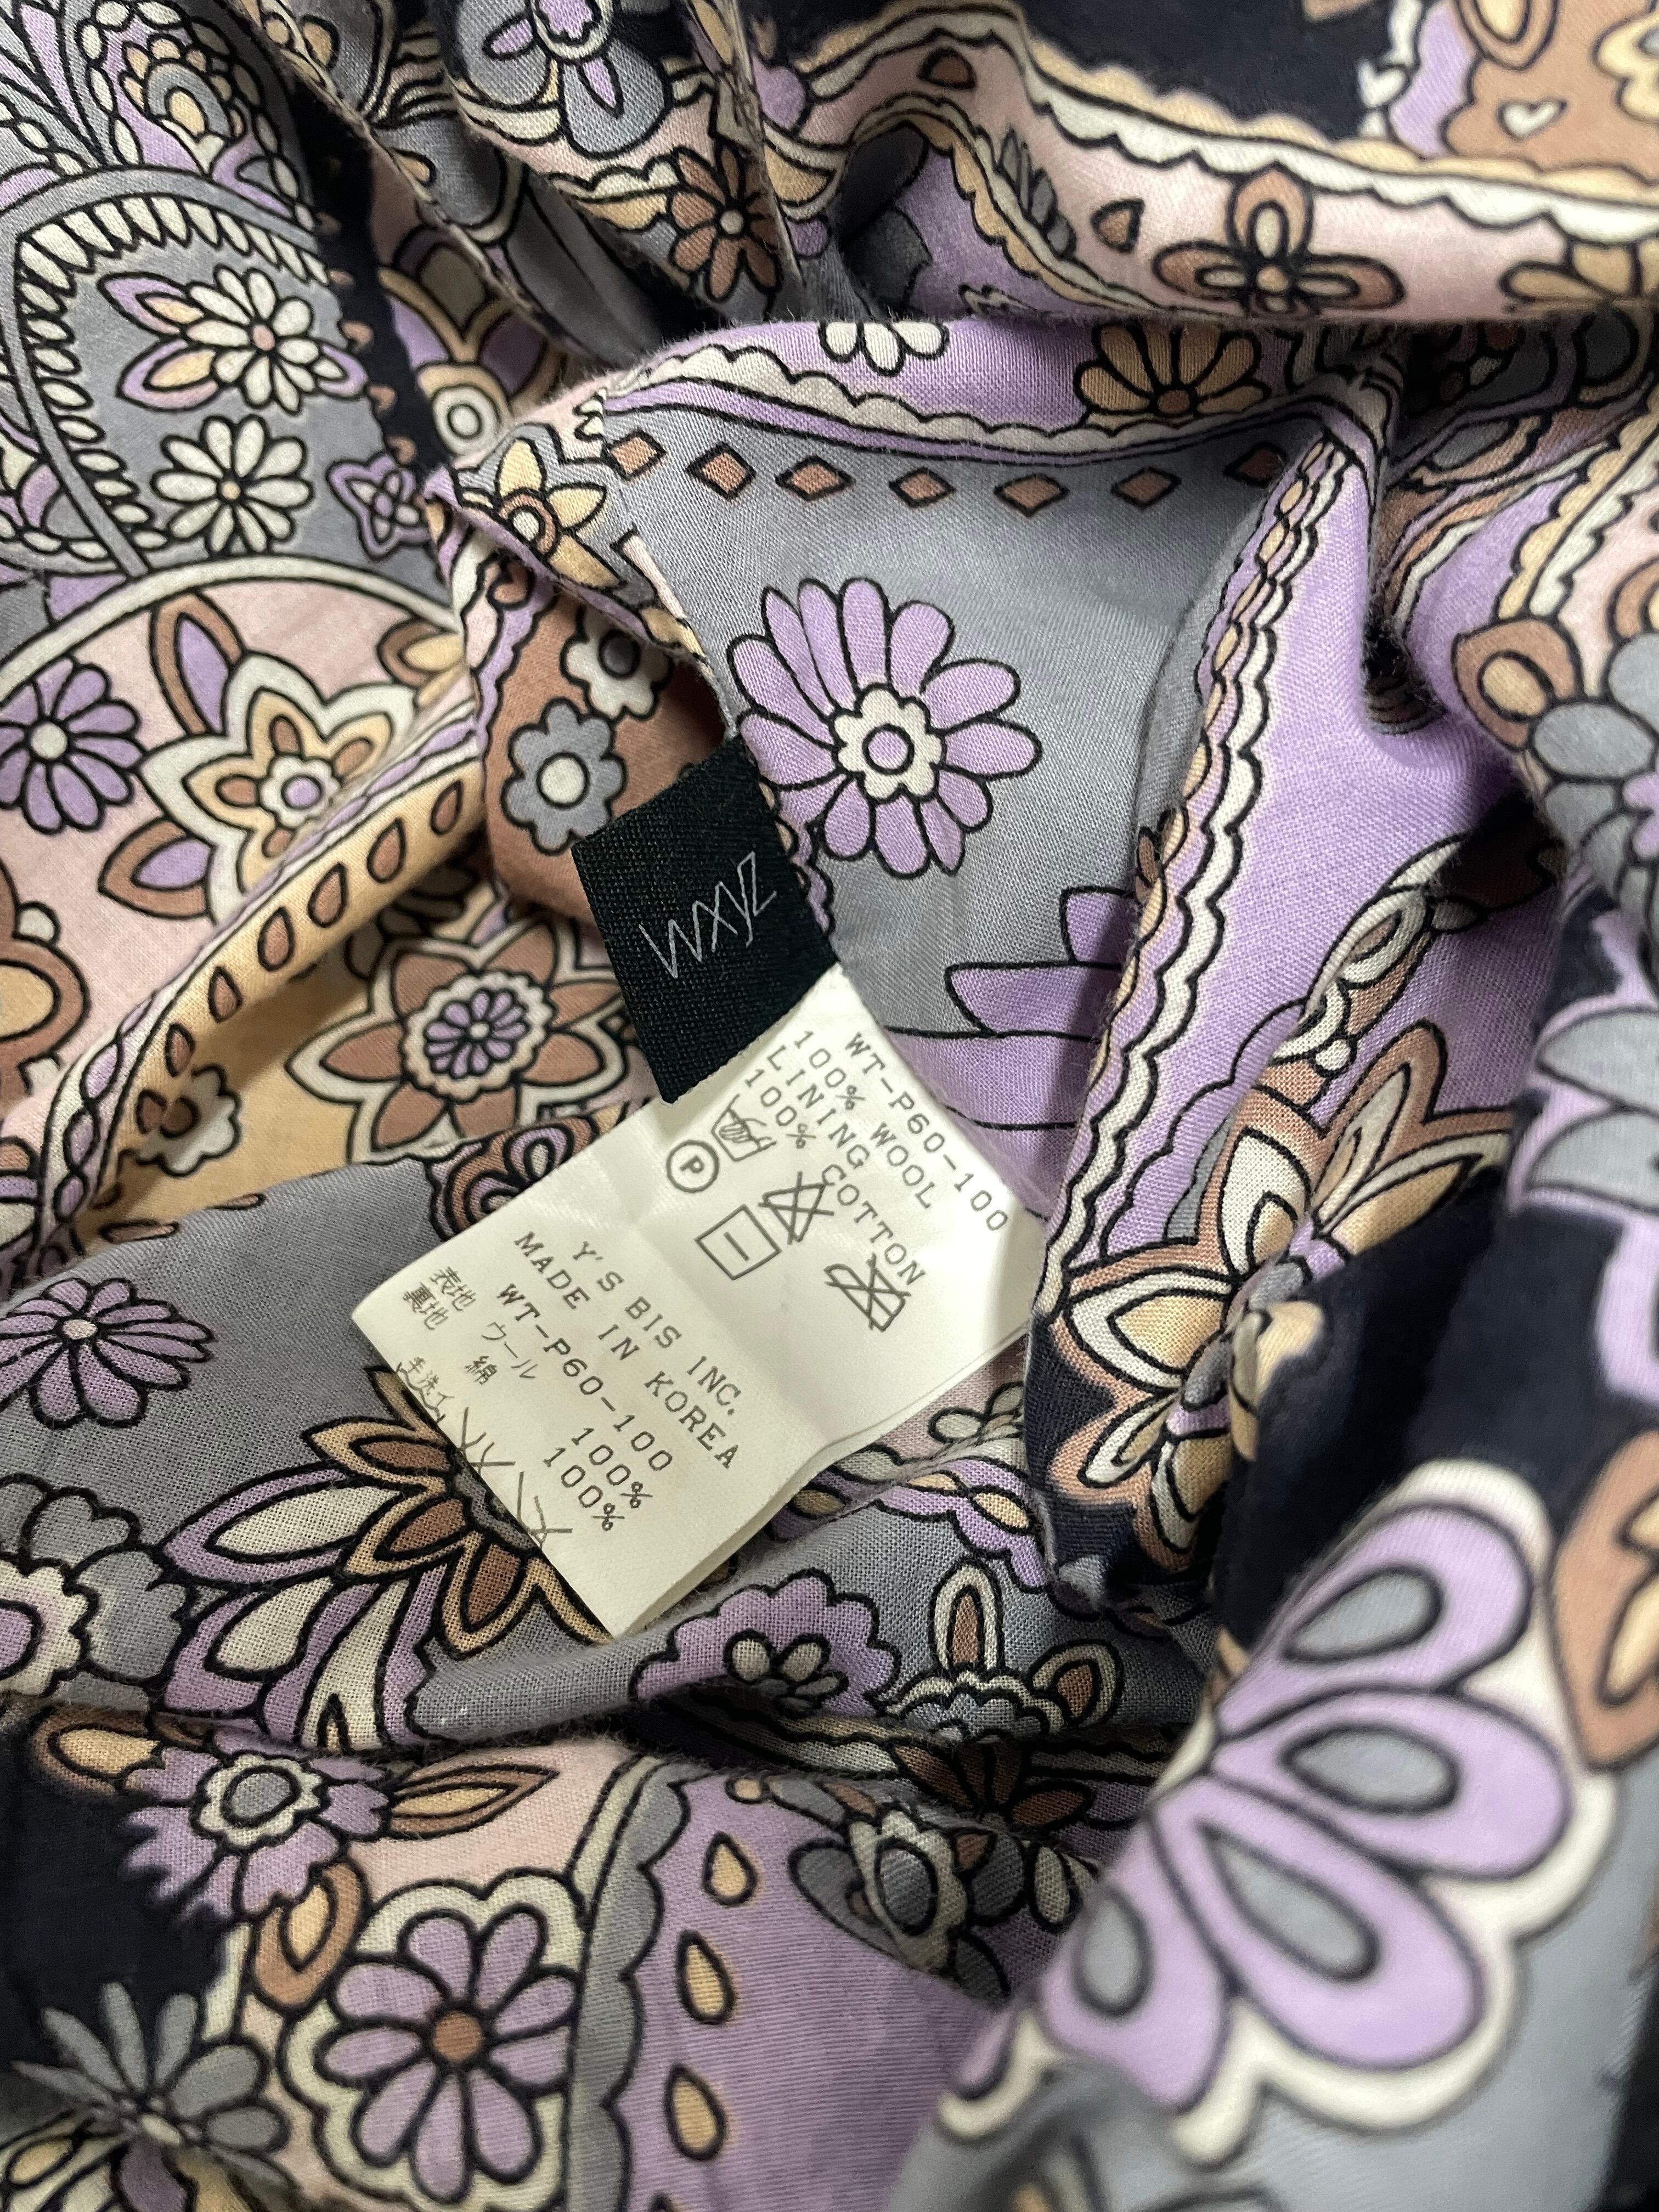 WXYZ
WT-P60-100
100% WOOL
LINING
100% COTTON
P
Y'S BIS INC.
MADE IN KOREA
WT-P60-100
表地 ウール 100%
裏地 綿 100%